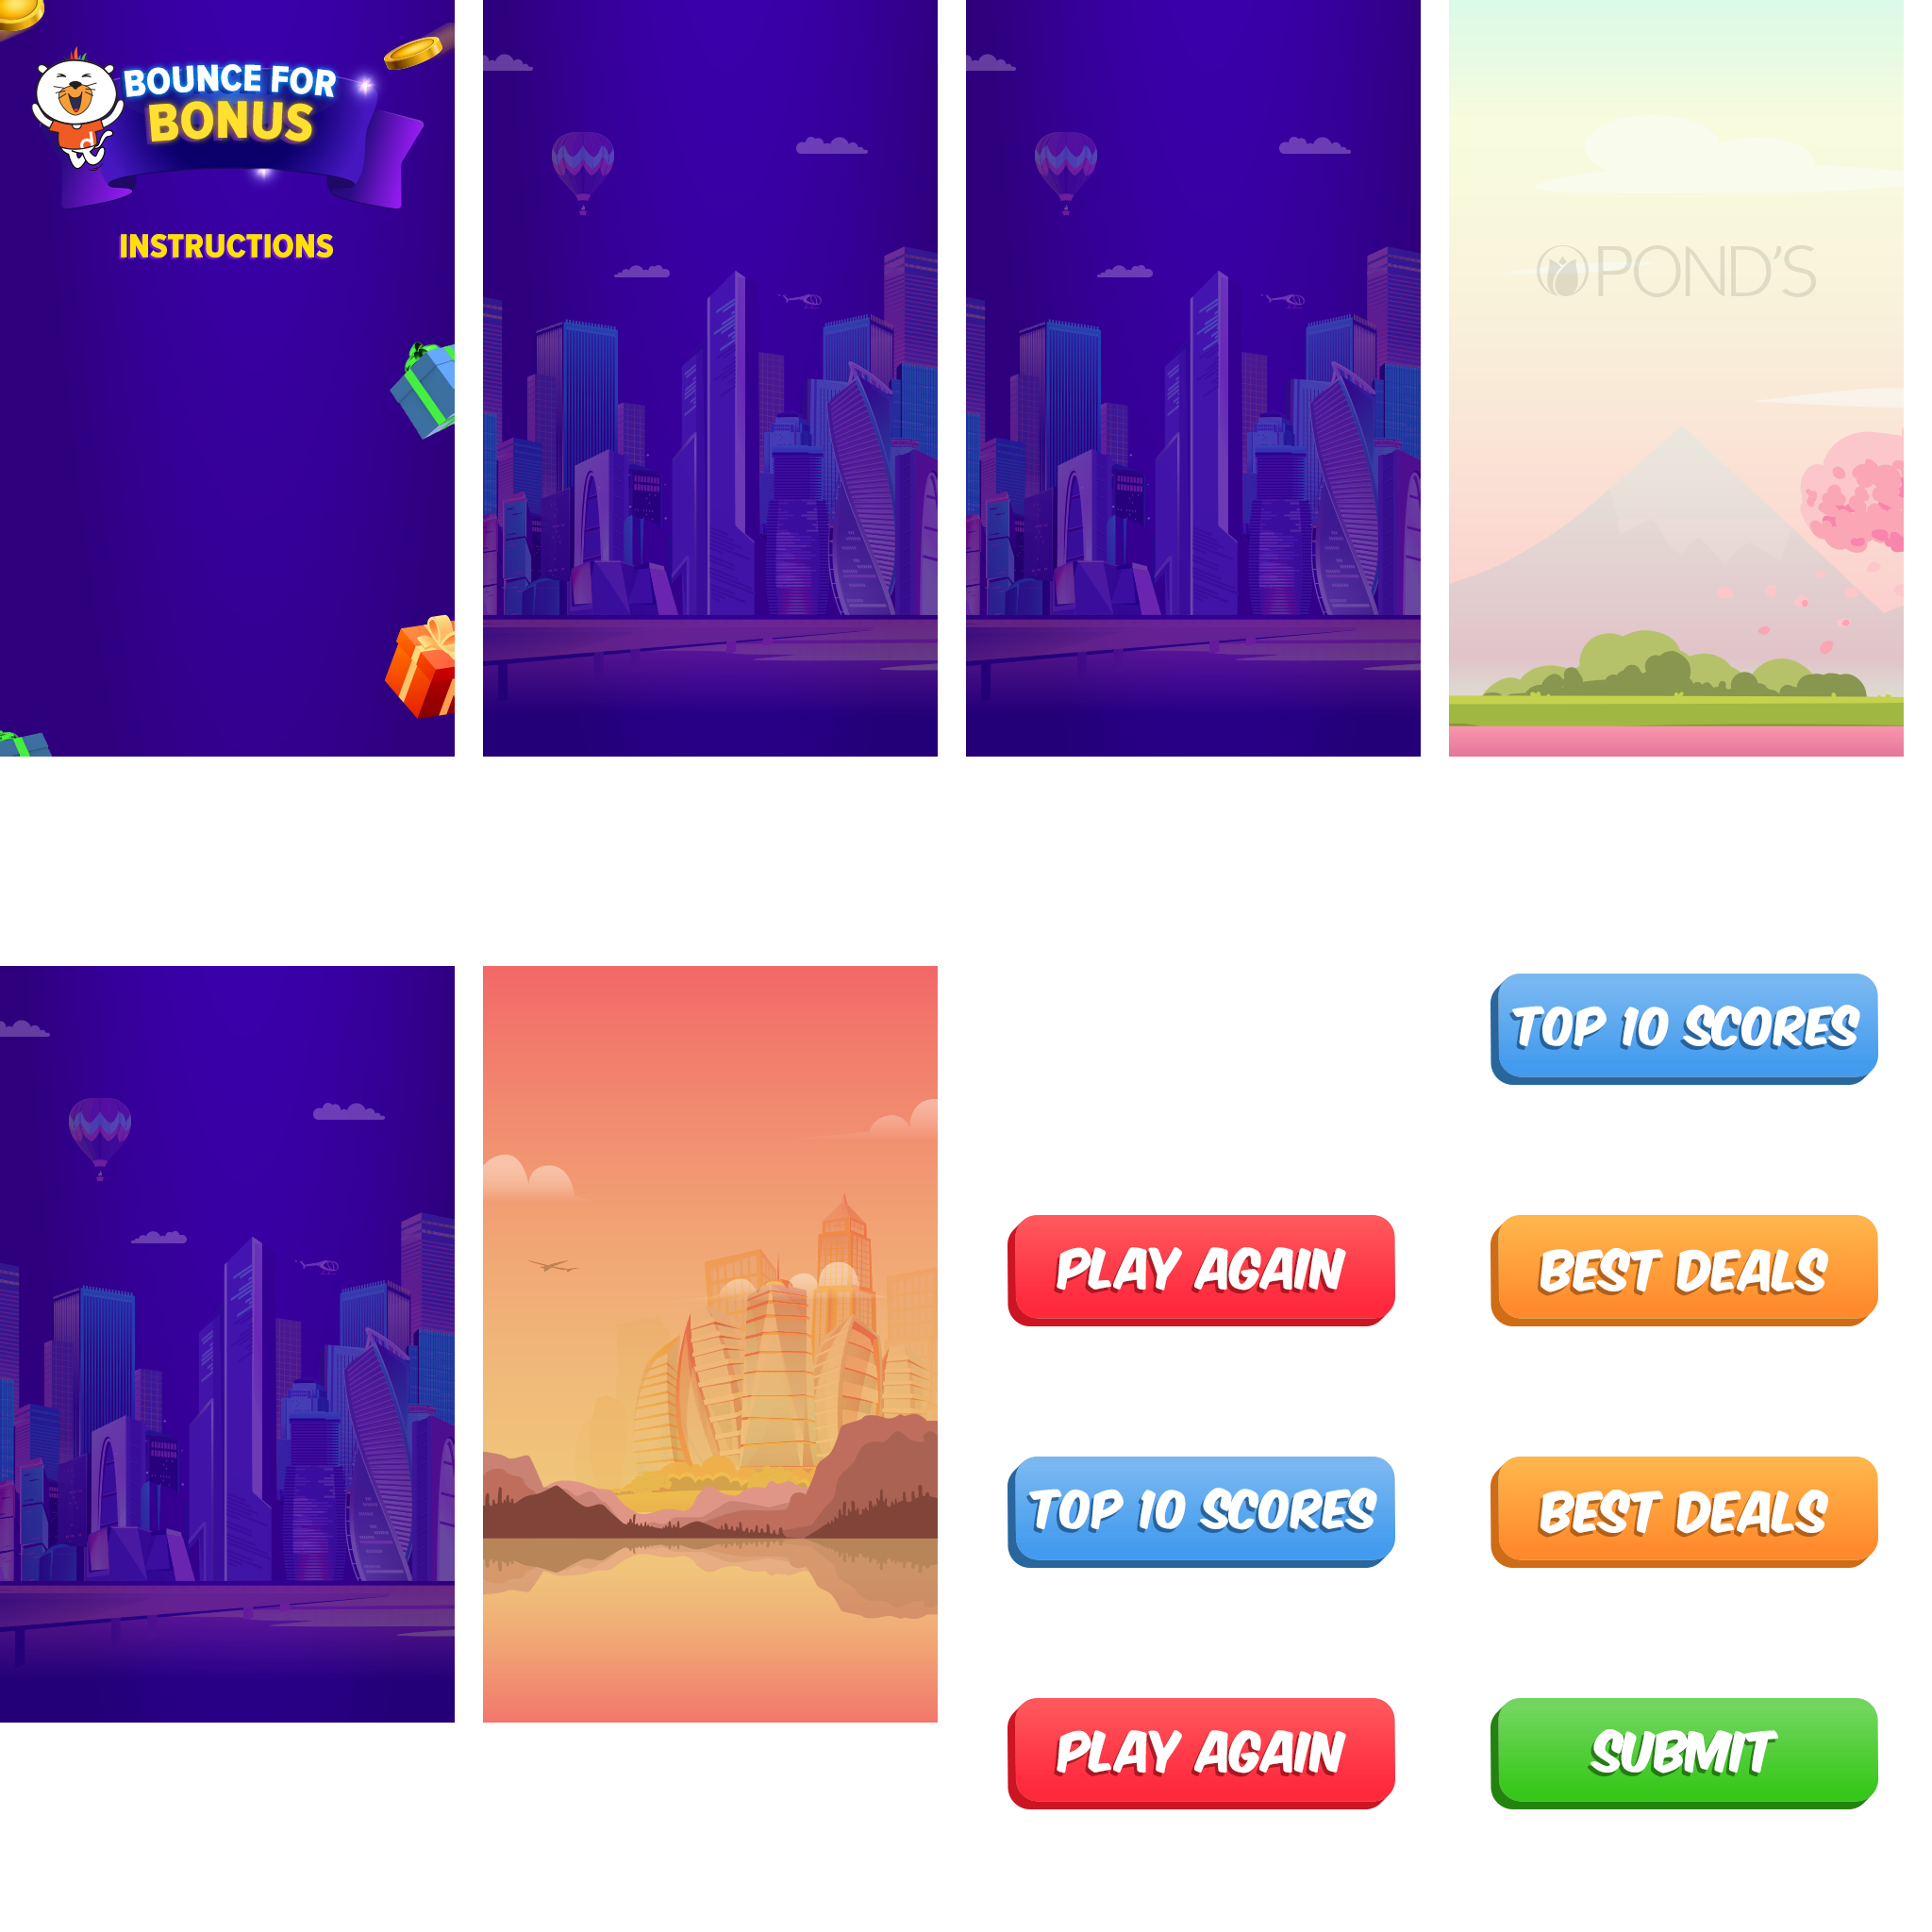 BOUNCE FOR
BONUS
d
INSTRUCTIONS
POND'S
TOP 10 SCORES
PLAY AGAIN
BEST DEALS
TOP 10 SCORES
BEST DEALS
PLAY AGAIN
SUBMIT